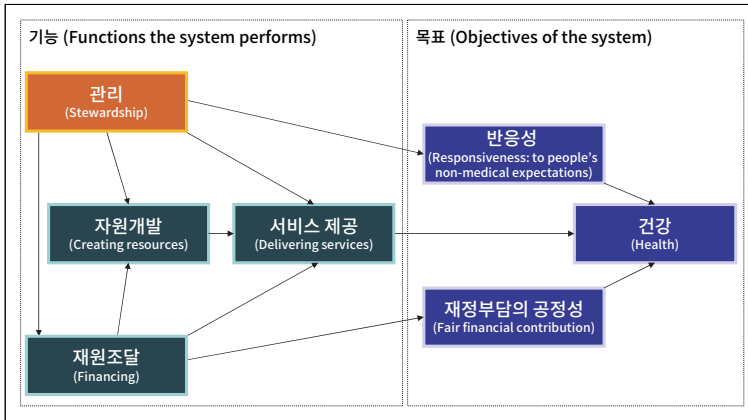 기능 (Functions the system performs)
목표 (Objectives of the system)
관리
(Stewardship)
반응성
(Responsiveness: to people's
non-medical expectations)
자원개발
(Creating resources)
서비스 제공
(Delivering services)
건강
(Health)
재정부담의 공정성
(Fair financial contribution)
재원조달
(Financing)